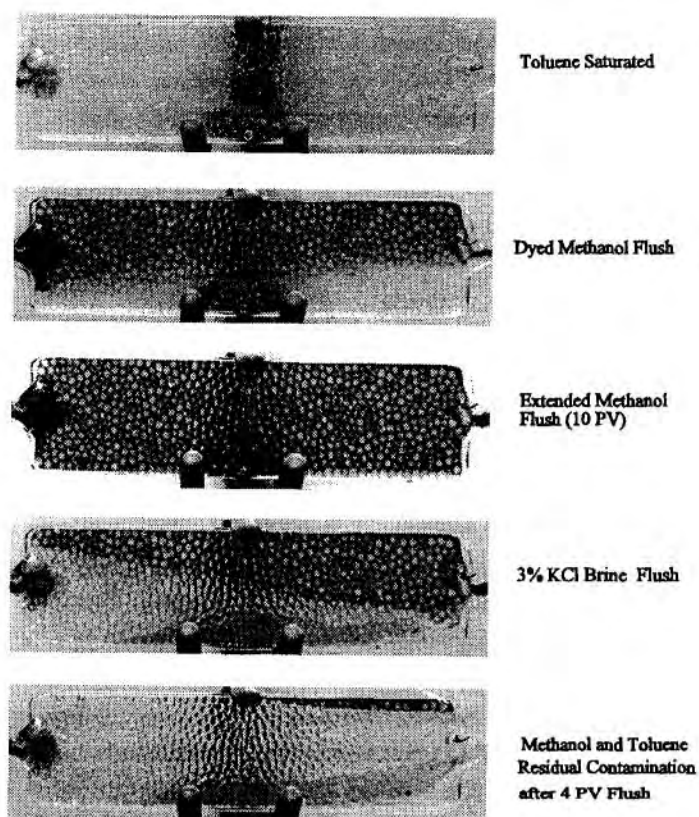 Toluene Saturated
Dyed Methanol Flush
Extended Methanol
Flush (10 PV)
3% KCl Brine Flush
Methanol and Toluene
Residual Contamination
after 4 PV Flush